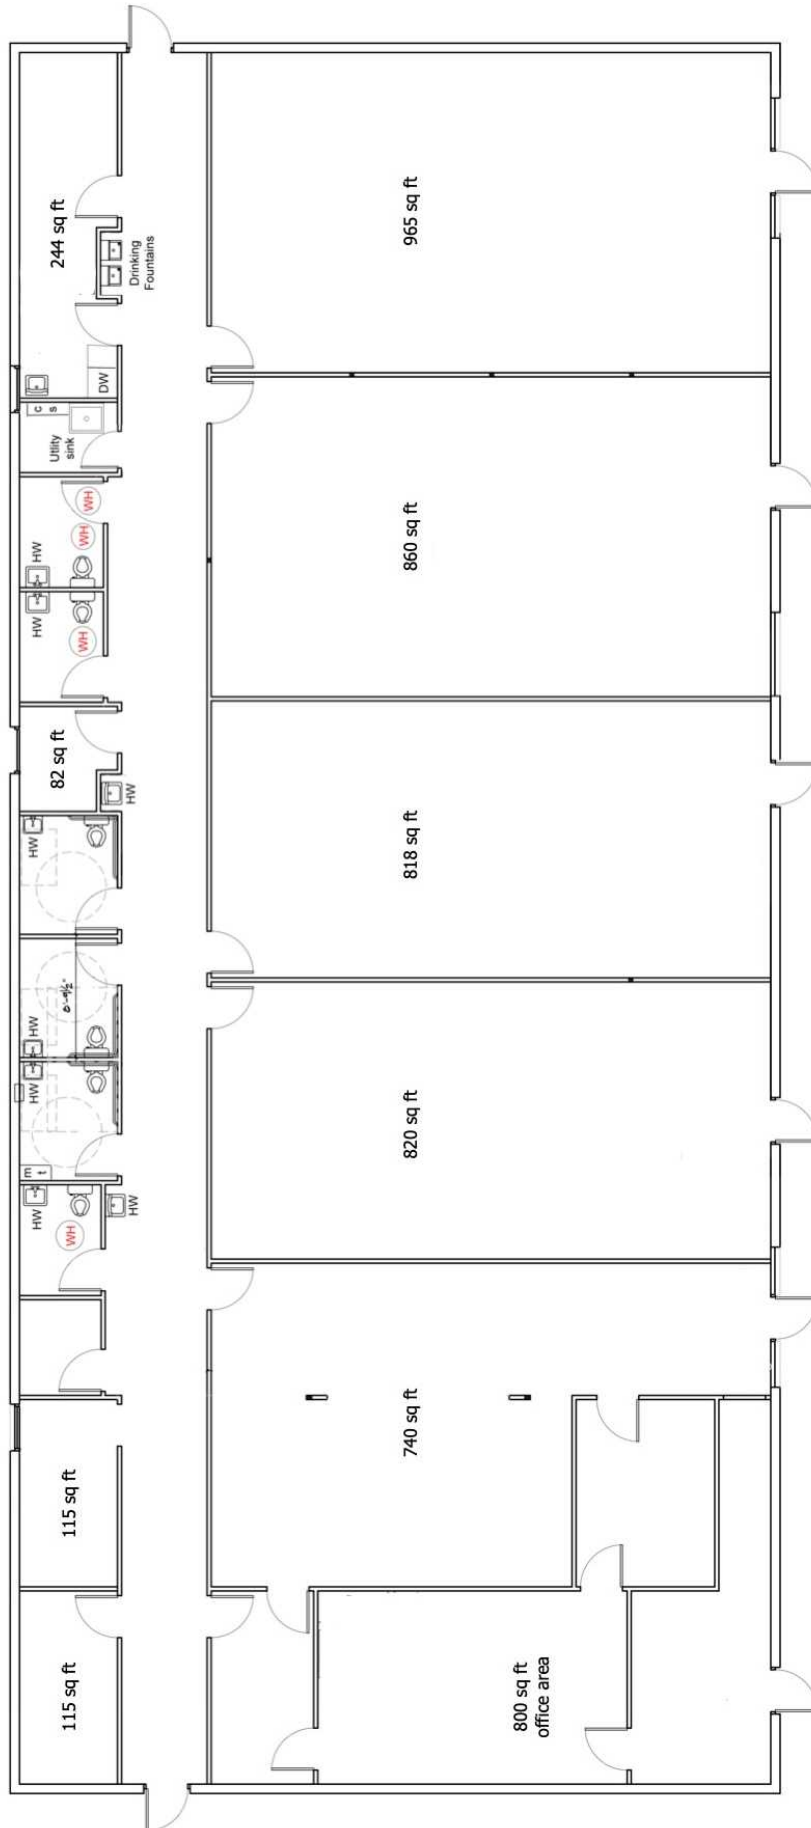 115 sq ft
115 sq ft
HW
WH
HW
m
t
HW
HW
HW
82 sq ft
HW
HW
WH
HW
WH
WH
Utlity
sink
c
s
DW
244 sq ft
Drinking
Fountains
740 sq ft
820 sq ft
818 sq ft
860 sq ft
965 sq ft
800 sq ft
office area